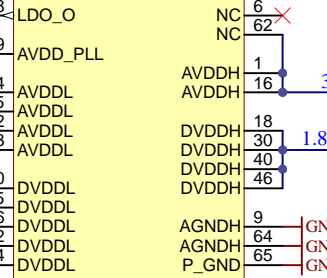 LDO_O NC 6
NC 62
AVDD_PLL
AVDDH 1
AVDDL AVDDH 16
AVDDL
AVDDL DVDDH 18
AVDDL DVDDH 30 1.8
DVDDH 40
DVDDL DVDDH 46
DVDDL
DVDDL AGNDH 9
DVDDL AGNDH 64
DVDDL P_GND 65